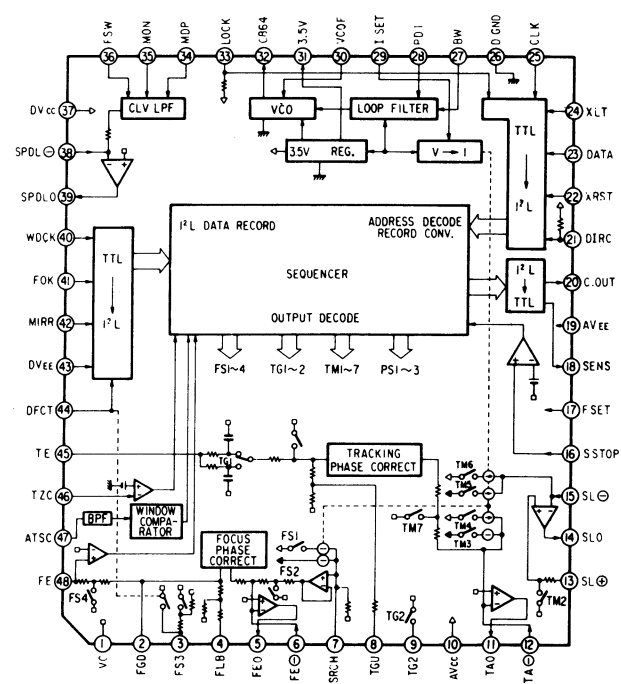 FSW
MON
MDP
LOCK
CB64
3.5V
VCOF
ISET
PDI
BW
DGND
CLK
36
35
34
33
32
31
30
29
28
27
26
25
DVcc 37
SPDL⊖ 38
SPDLO 39
WDCK 40
FOK 41
MIRR 42
DVEE 43
DFCT 44
TE 45
TZC 46
ATSC 47
FE 48
CLV LPF
VCO
LOOP FILTER
3.5V REG.
V → I
TTL
↓
I²L
24 XLT
23 DATA
22 XRST
21 DIRC
20 C.OUT
19 AVEE
18 SENS
17 FSET
16 SSTOP
15 SL⊖
14 SLO
13 SL⊕
TTL
↓
I²L
I²L DATA RECORD
ADDRESS DECODE
RECORD CONV.
SEQUENCER
OUTPUT DECODE
I²L
↓
TTL
FS1~4
TG1~2
TM1~7
PS1~3
TG1
TRACKING
PHASE CORRECT
TM6
TM5
TM7
TM4
TM3
BPF
WINDOW
COMPA-
RATOR
FOCUS
PHASE
CORRECT
FS1
FS2
FS4
TG2
TM2
1
2
3
4
5
6
7
8
9
10
11
12
VC
FGD
FS3
FLB
FEO
FE⊖
SRCH
TGU
TG2
AVcc
TAO
TA⊖